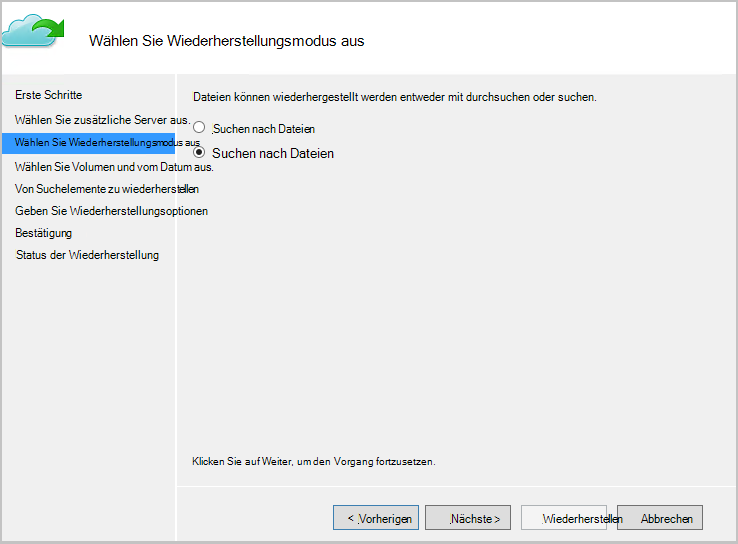 Wählen Sie Wiederherstellungsmodus aus
Erste Schritte
Wählen Sie zusätzliche Server aus.
Wählen Sie Wiederherstellungsmodus aus
Wählen Sie Volumen und vom Datum aus.
Von Suchelemente zu wiederherstellen
Geben Sie Wiederherstellungsoptionen
Bestätigung
Status der Wiederherstellung
Dateien können wiederhergestellt werden entweder mit durchsuchen oder suchen.
Suchen nach Dateien
Suchen nach Dateien
Klicken Sie auf Weiter, um den Vorgang fortzusetzen.
< Vorherigen
Nächste >
Wiederherstellen
Abbrechen